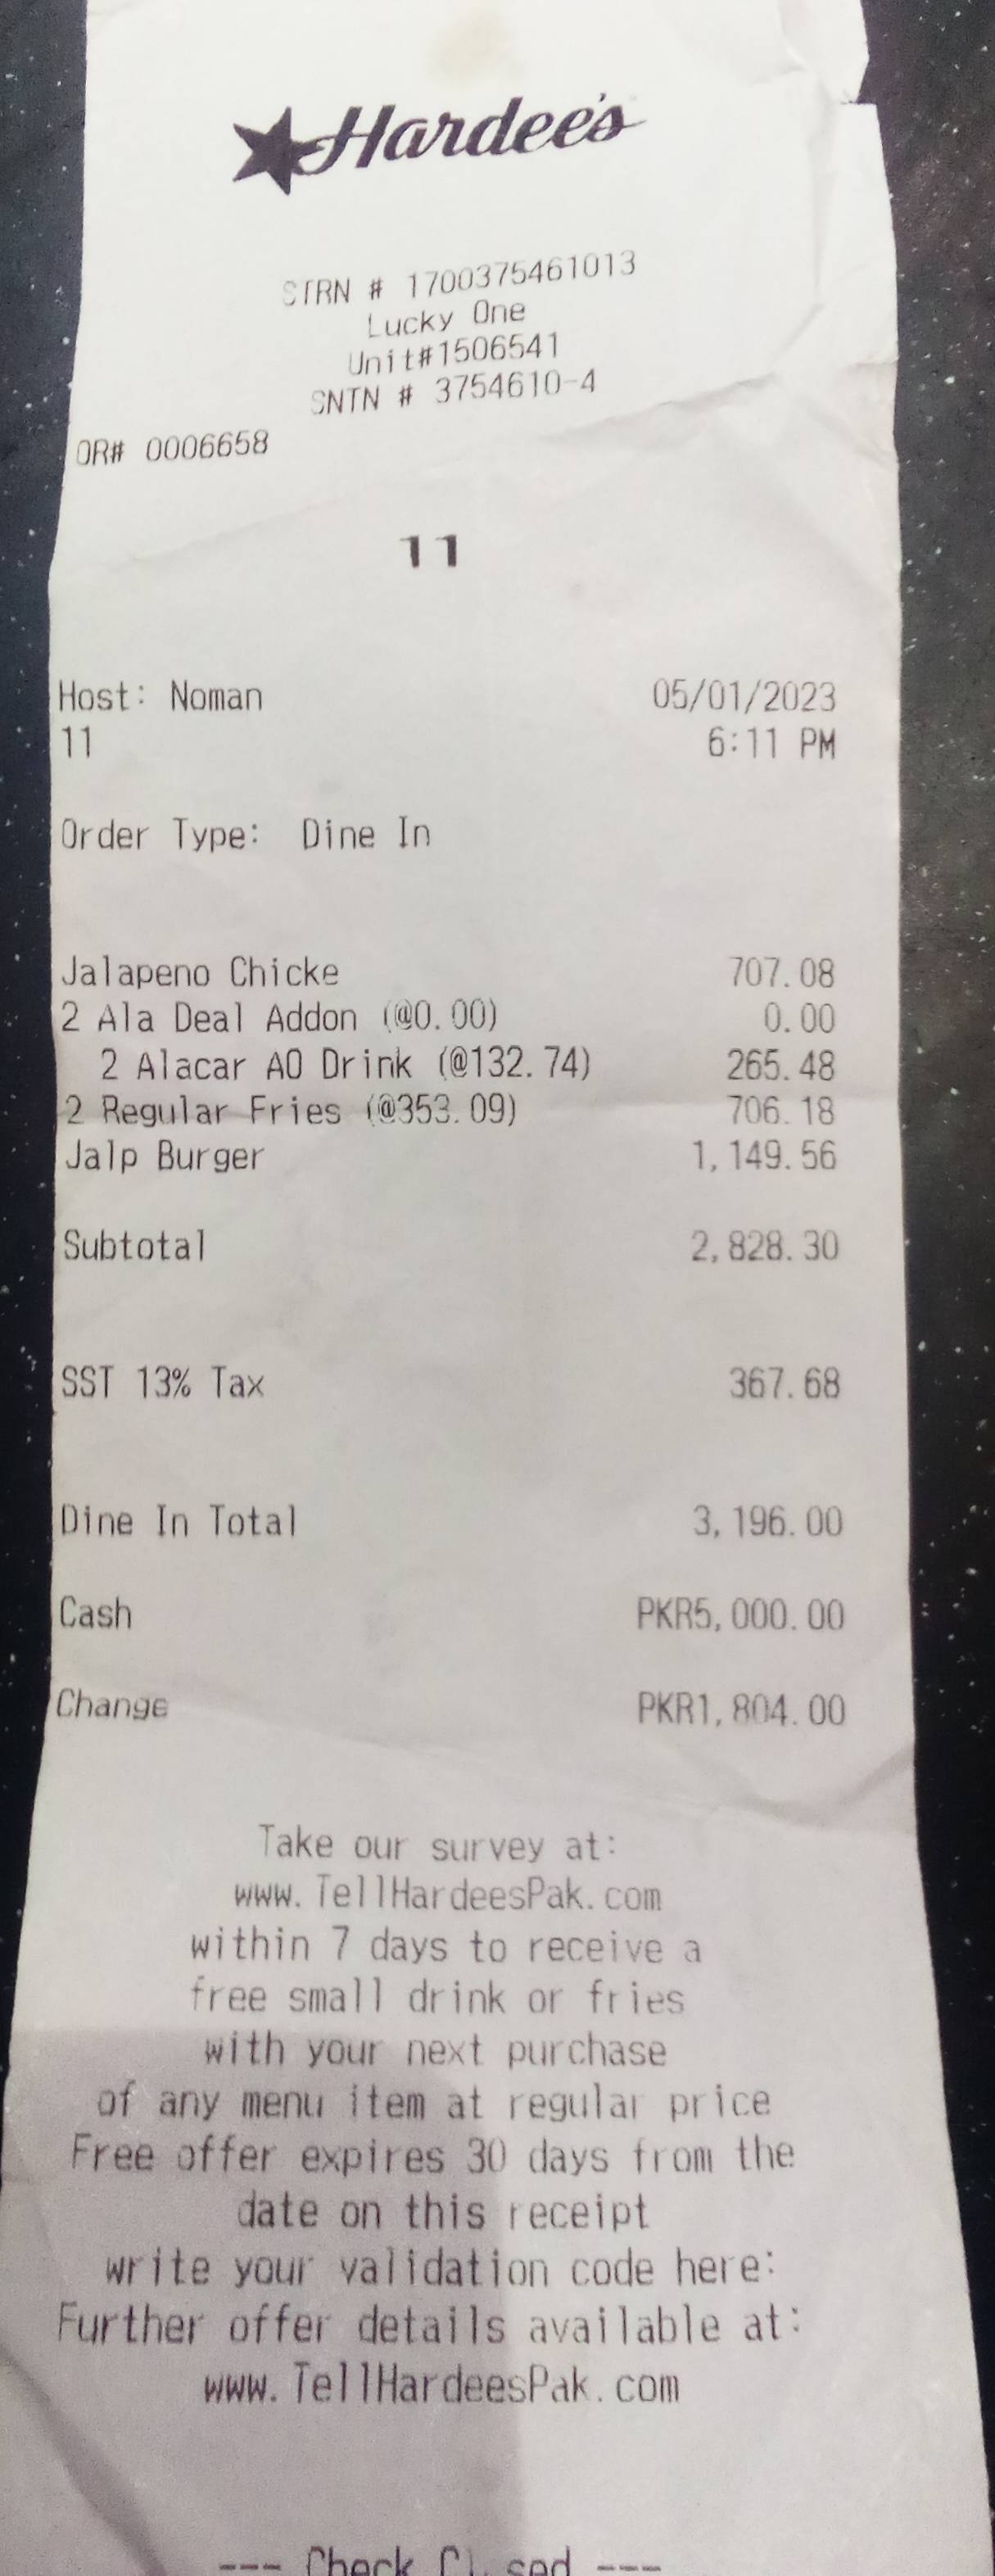 Hardee's
STRN # 1700375461013
Lucky One
Unit#1506541
SNTN # 3754610-4
OR# 0006658
11
Host: Noman 05/01/2023
11 6:11 PM
Order Type: Dine In
Jalapeno Chicke 707.08
2 Ala Deal Addon (@0.00) 0.00
2 Alacar AO Drink (@132.74) 265.48
2 Regular Fries (@353.09) 706.18
Jalp Burger 1,149.56
Subtotal 2,828.30
SST 13% Tax 367.68
Dine In Total 3,196.00
Cash PKR5,000.00
Change PKR1,804.00
Take our survey at:
www.TellHardeesPak.com
within 7 days to receive a
free small drink or fries
with your next purchase
of any menu item at regular price
Free offer expires 30 days from the
date on this receipt
write your validation code here:
Further offer details available at:
www.TellHardeesPak.com
--- Check Closed ---